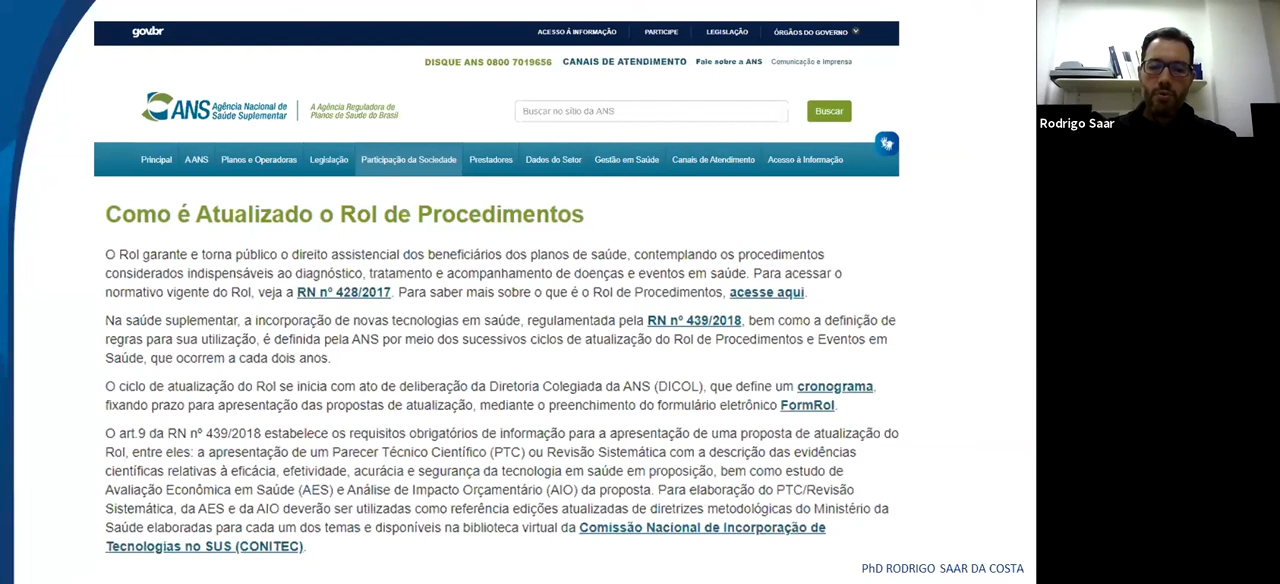 gov.br
ACESSO À INFORMAÇÃO PARTICIPE LEGISLAÇÃO ÓRGÃOS DO GOVERNO
DISQUE ANS 0800 7019656 CANAIS DE ATENDIMENTO Fale sobre a ANS Comunicação e Imprensa
ANS Agência Nacional de
Saúde Suplementar
A Agência Reguladora de
Planos de Saúde do Brasil
Buscar no sítio da ANS
Buscar
Principal A ANS Planos e Operadoras Legislação Participação da Sociedade Prestadores Dados do Setor Gestão em Saúde Canais de Atendimento Acesso à Informação
Como é Atualizado o Rol de Procedimentos
O Rol garante e torna público o direito assistencial dos beneficiários dos planos de saúde, contemplando os procedimentos
considerados indispensáveis ao diagnóstico, tratamento e acompanhamento de doenças e eventos em saúde. Para acessar o
normativo vigente do Rol, veja a RN nº 428/2017. Para saber mais sobre o que é o Rol de Procedimentos, acesse aqui.
Na saúde suplementar, a incorporação de novas tecnologias em saúde, regulamentada pela RN nº 439/2018, bem como a definição de
regras para sua utilização, é definida pela ANS por meio dos sucessivos ciclos de atualização do Rol de Procedimentos e Eventos em
Saúde, que ocorrem a cada dois anos.
O ciclo de atualização do Rol se inicia com ato de deliberação da Diretoria Colegiada da ANS (DICOL), que define um cronograma,
fixando prazo para apresentação das propostas de atualização, mediante o preenchimento do formulário eletrônico FormRol.
O art.9 da RN nº 439/2018 estabelece os requisitos obrigatórios de informação para a apresentação de uma proposta de atualização do
Rol, entre eles: a apresentação de um Parecer Técnico Científico (PTC) ou Revisão Sistemática com a descrição das evidências
científicas relativas à eficácia, efetividade, acurácia e segurança da tecnologia em saúde em proposição, bem como estudo de
Avaliação Econômica em Saúde (AES) e Análise de Impacto Orçamentário (AIO) da proposta. Para elaboração do PTC/Revisão
Sistemática, da AES e da AIO deverão ser utilizadas como referência edições atualizadas de diretrizes metodológicas do Ministério da
Saúde elaboradas para cada um dos temas e disponíveis na biblioteca virtual da Comissão Nacional de Incorporação de
Tecnologias no SUS (CONITEC).
PhD RODRIGO SAAR DA COSTA
Rodrigo Saar